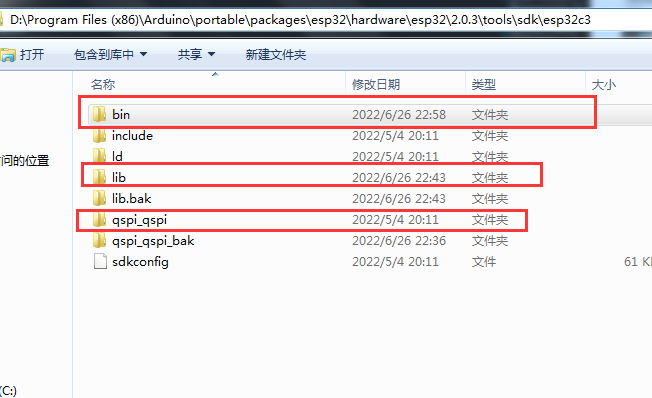 D:\Program Files (x86)\Arduino\portable\packages\esp32\hardware\esp32\2.0.3\tools\sdk\esp32c3
打开 包含到库中 共享 新建文件夹
名称 修改日期 类型 大小
bin 2022/6/26 22:58 文件夹
include 2022/5/4 20:11 文件夹
问的位置 ld 2022/5/4 20:11 文件夹
lib 2022/6/26 22:43 文件夹
lib.bak 2022/6/26 22:43 文件夹
qspi_qspi 2022/5/4 20:11 文件夹
qspi_qspi_bak 2022/6/26 22:36 文件夹
sdkconfig 2022/5/4 20:11 文件 61 K
(C:)